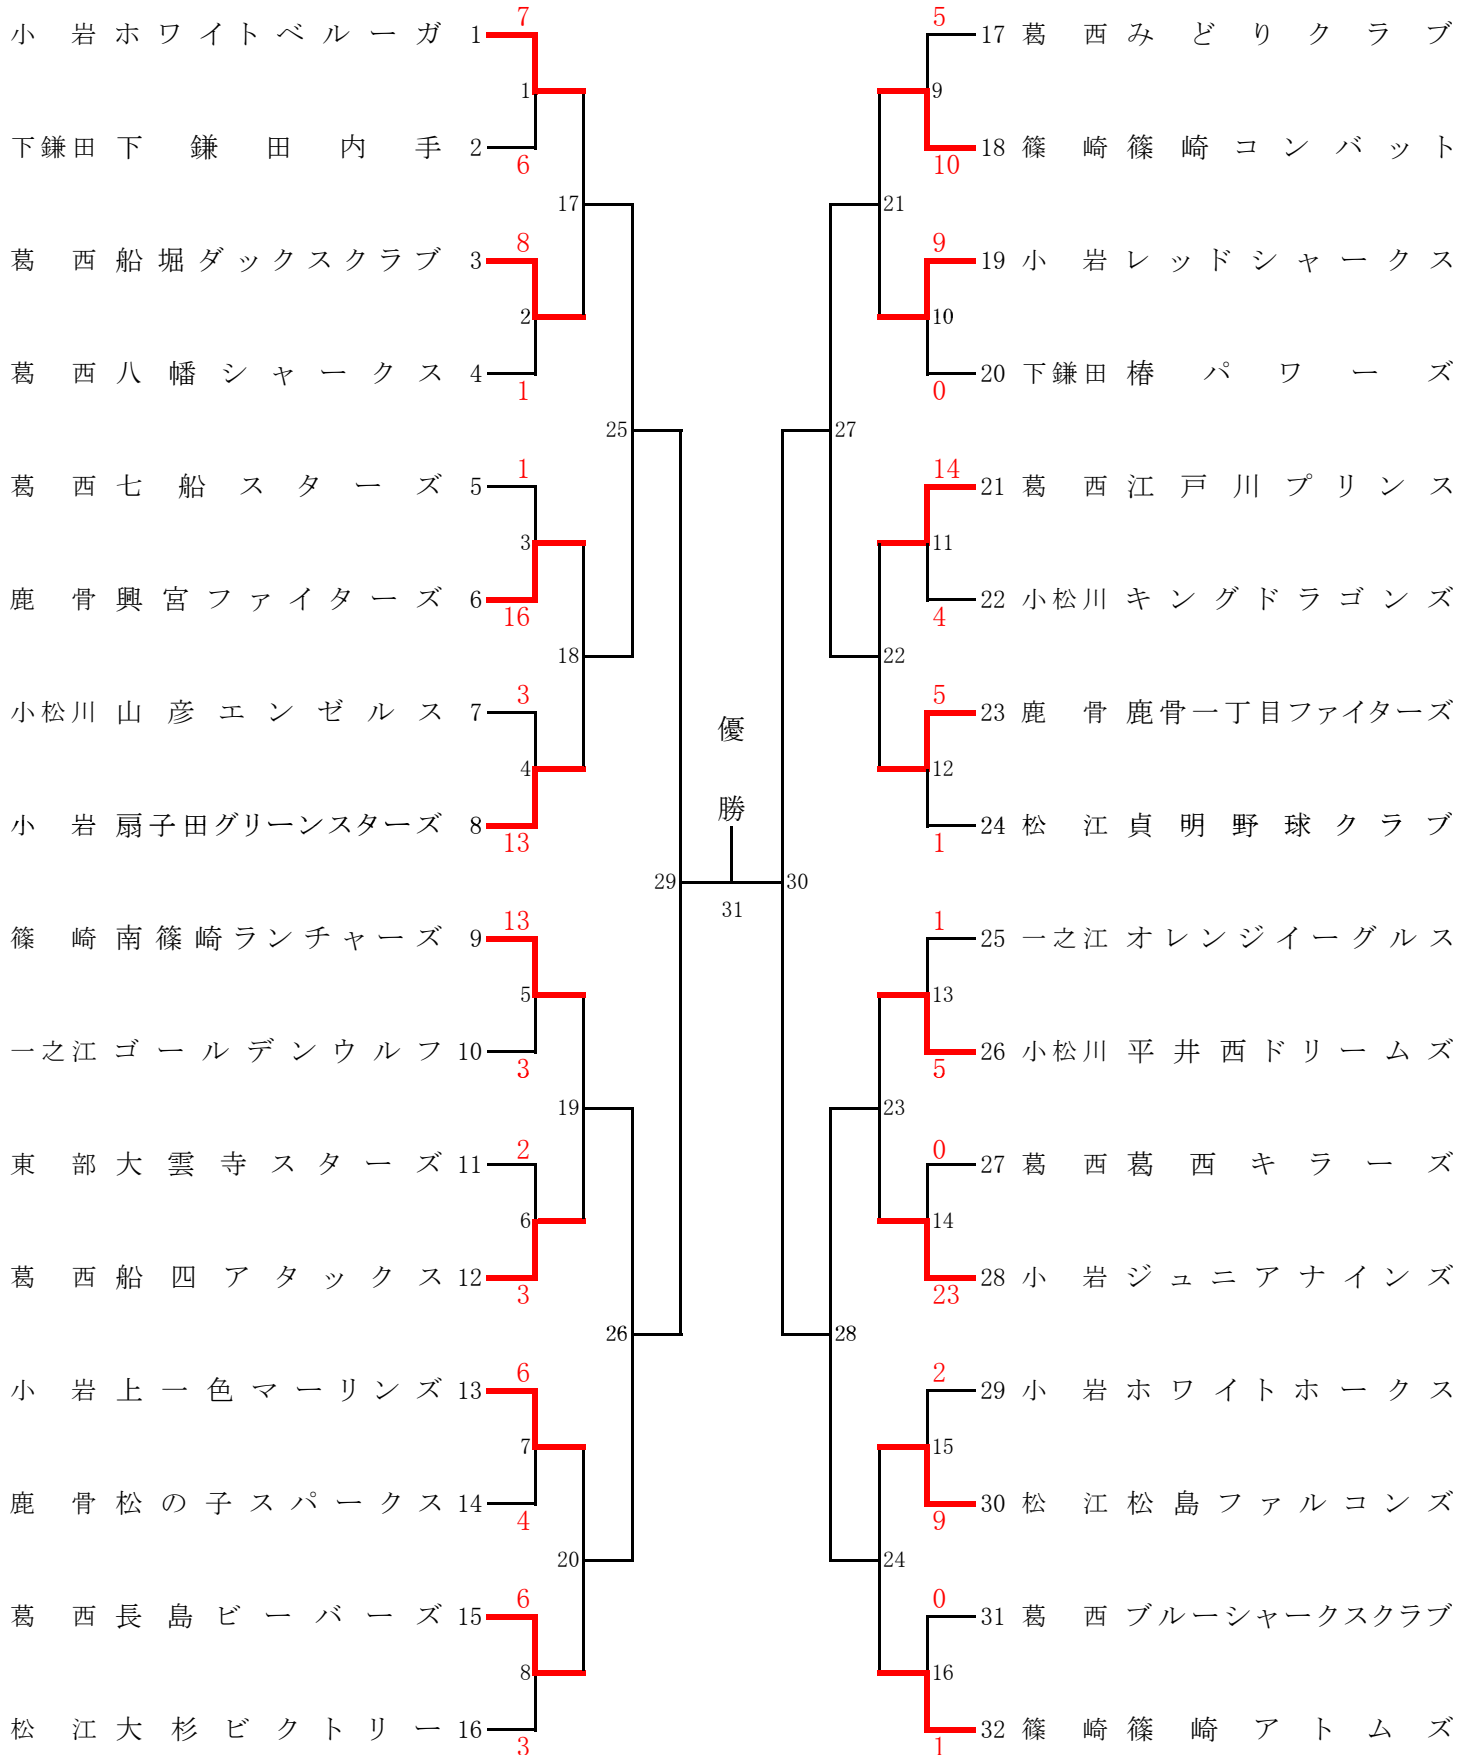 7
小岩 ホワイトベルーガ 1
1
下鎌田 下鎌田内手 2
6
17
8
葛西 船堀ダックスクラブ 3
2
葛西 八幡シャークス 4
1
25
1
葛西 七船スターズ 5
3
鹿骨 興宮ファイターズ 6
16
18
3
小松川 山彦エンゼルス 7
4
小岩 扇子田グリーンスターズ 8
13
29
13
篠崎 南篠崎ランチャーズ 9
5
一之江 ゴールデンウルフ 10
3
19
2
東部 大雲寺スターズ 11
6
葛西 船四アタックス 12
3
26
6
小岩 上一色マーリンズ 13
7
鹿骨 松の子スパークス 14
4
20
6
葛西 長島ビーバーズ 15
8
松江 大杉ビクトリー 16
3
優
勝
31
5
17 葛西 みどりクラブ
9
18 篠崎 篠崎コンバット
10
21
9
19 小岩 レッドシャークス
10
20 下鎌田 椿パワーズ
0
27
14
21 葛西 江戸川プリンス
11
22 小松川 キングドラゴンズ
4
22
5
23 鹿骨 鹿骨一丁目ファイターズ
12
24 松江 貞明野球クラブ
1
30
1
25 一之江 オレンジイーグルス
13
26 小松川 平井西ドリームズ
5
23
0
27 葛西 葛西キラーズ
14
28 小岩 ジュニアナインズ
23
28
2
29 小岩 ホワイトホークス
15
30 松江 松島ファルコンズ
9
24
0
31 葛西 ブルーシャークスクラブ
16
32 篠崎 篠崎アトムズ
1